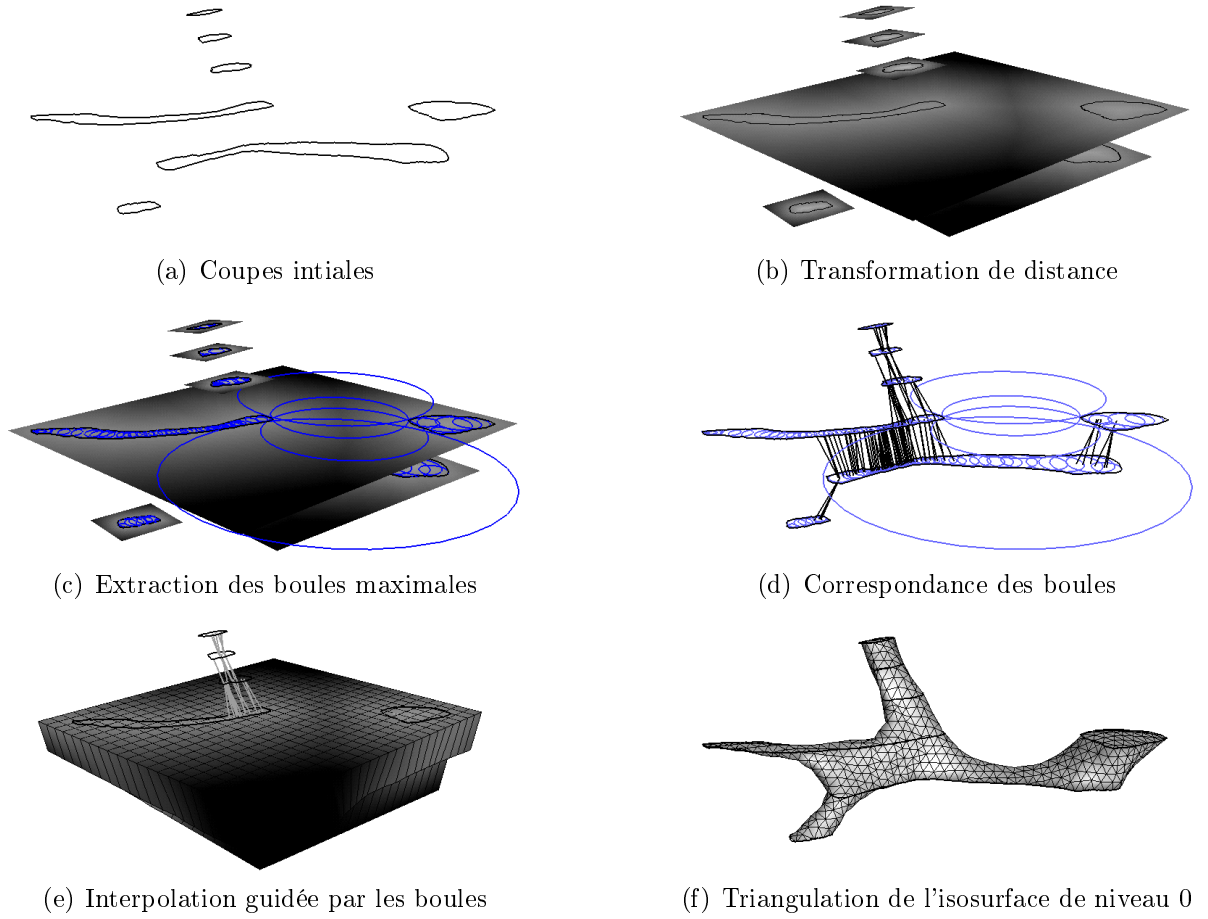 (a) Coupes intiales
(b) Transformation de distance
(c) Extraction des boules maximales
(d) Correspondance des boules
(e) Interpolation guidée par les boules
(f) Triangulation de l'isosurface de niveau 0